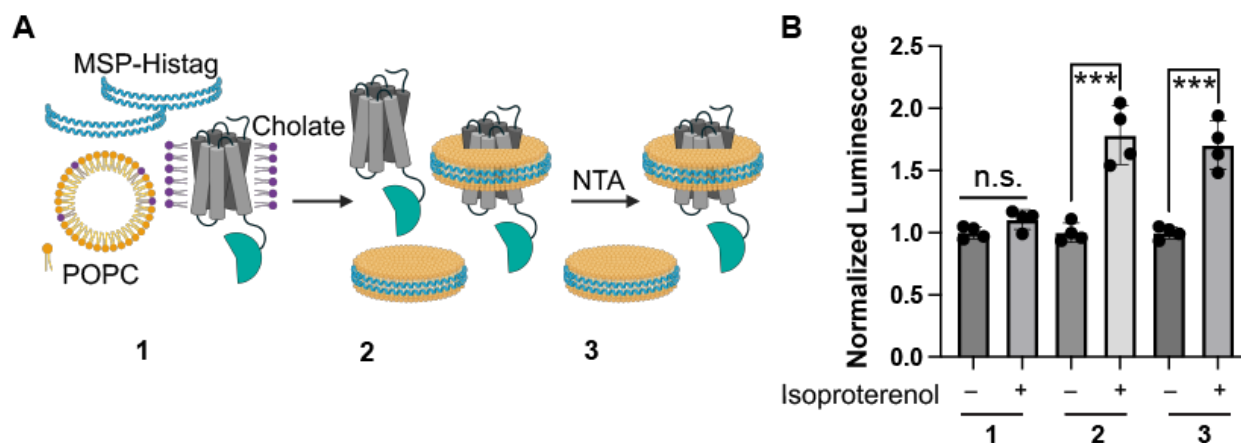 A
MSP-Histag
Cholate
NTA
POPC
1
2
3
B
Normalized Luminescence
2.5
2.0
1.5
1.0
0.5
0.0
n.s.
***
***
Isoproterenol
– + – + – +
1 2 3